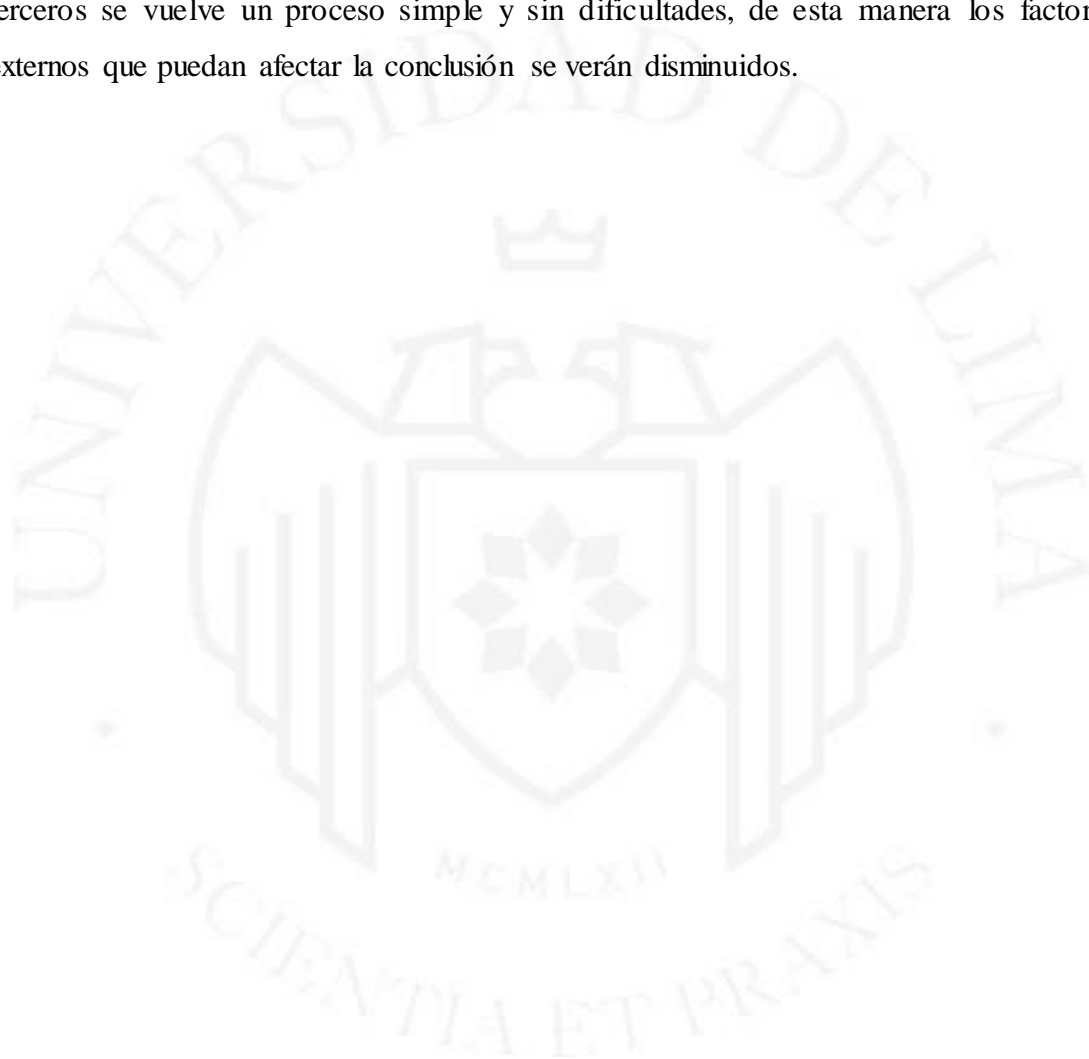 erceros se vuelve un proceso simple y sin dificultades, de esta manera los factor
externos que puedan afectar la conclusión se verán disminuidos.
UNIVERSIDAD DE LIMA
MCMLXII
SCIENTIA ET PRAXIS